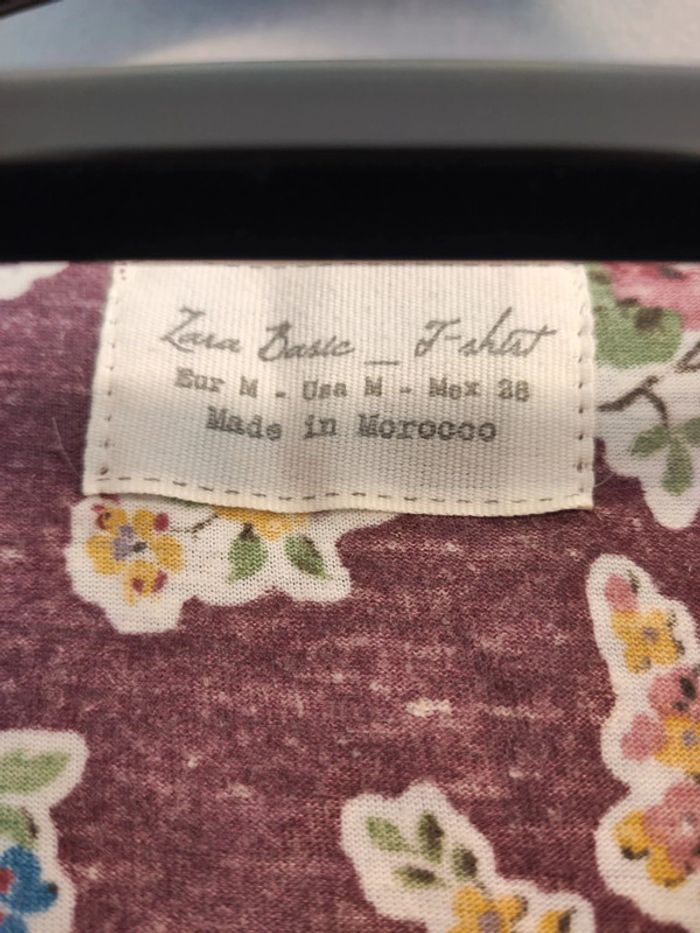 Zara Basic _ T-shirt
Eur M - Usa M - Mex 28
Made in Morocco